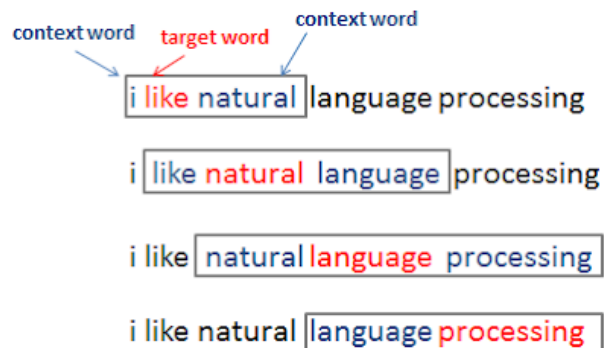 context word
context word target word
i like natural language processing
i like natural language processing
i like natural language processing
i like natural language processing